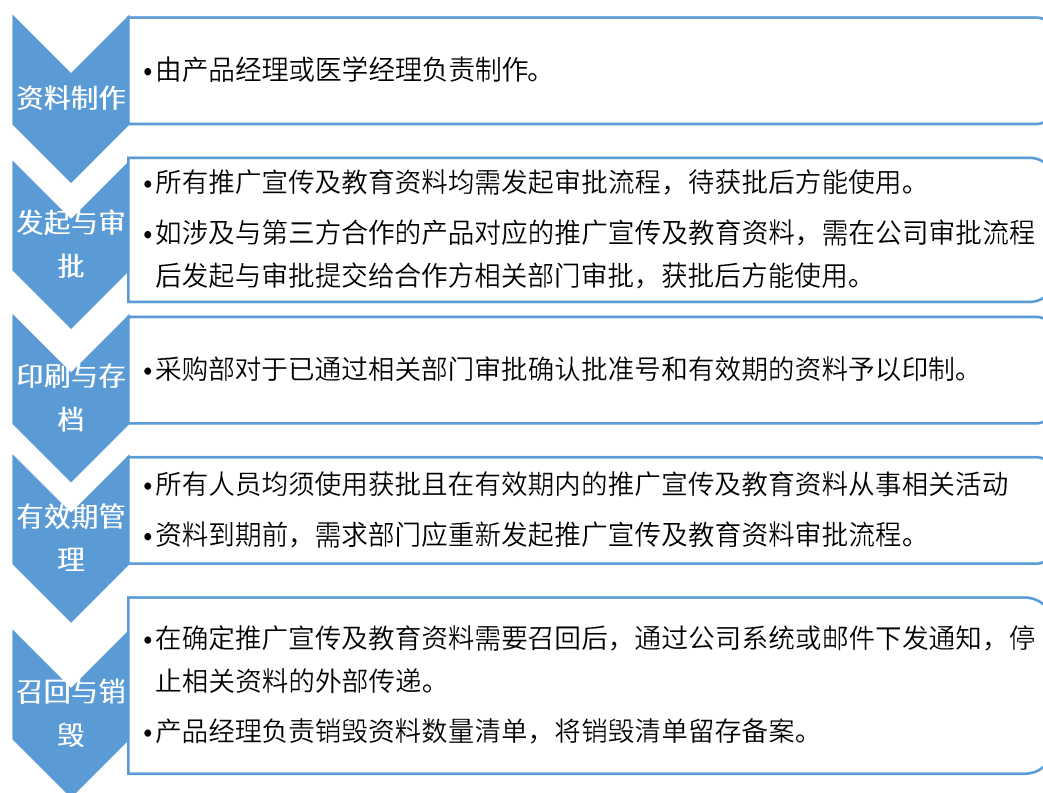 资料制作
•由产品经理或医学经理负责制作。
发起与审
批
•所有推广宣传及教育资料均需发起审批流程，待获批后方能使用。
•如涉及与第三方合作的产品对应的推广宣传及教育资料，需在公司审批流程
后发起与审批提交给合作方相关部门审批，获批后方能使用。
印刷与存
档
•采购部对于已通过相关部门审批确认批准号和有效期的资料予以印制。
有效期管
理
•所有人员均须使用获批且在有效期内的推广宣传及教育资料从事相关活动
•资料到期前，需求部门应重新发起推广宣传及教育资料审批流程。
召回与销
毁
•在确定推广宣传及教育资料需要召回后，通过公司系统或邮件下发通知，停
止相关资料的外部传递。
•产品经理负责销毁资料数量清单，将销毁清单留存备案。